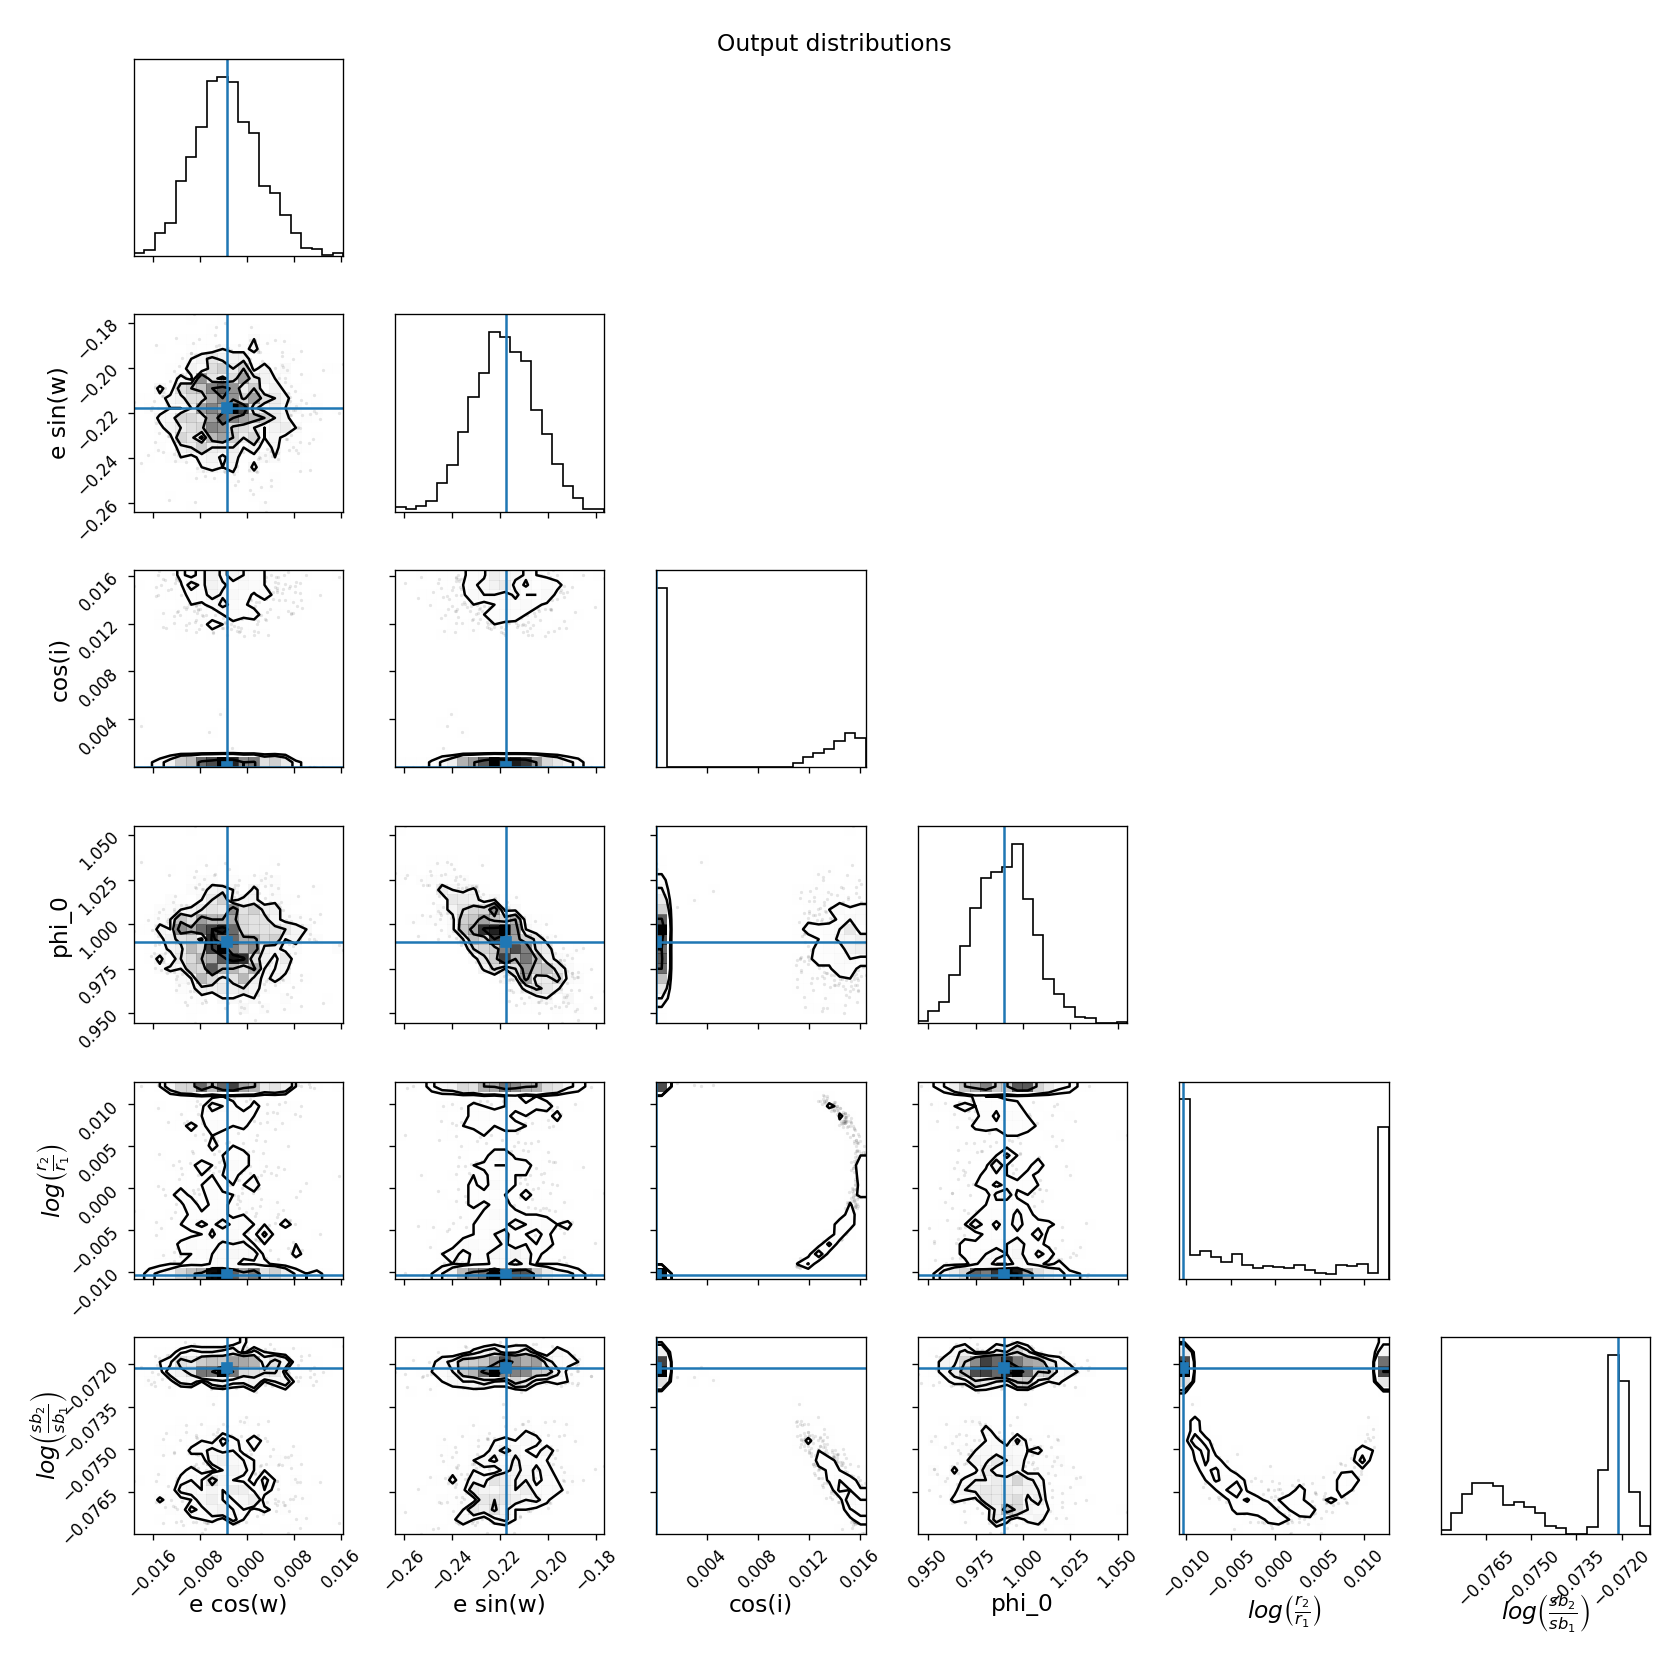 Output distributions
e sin(w)
−0.18
−0.20
−0.22
−0.24
−0.26
cos(i)
0.016
0.012
0.008
0.004
phi_0
1.050
1.025
1.000
0.975
0.950
log(r₂/r₁)
0.010
0.005
0.000
−0.005
−0.010
log(sb₂/sb₁)
−0.0720
−0.0735
−0.0750
−0.0765
−0.016 −0.008 0.000 0.008 0.016
e cos(w)
−0.26 −0.24 −0.22 −0.20 −0.18
e sin(w)
0.004 0.008 0.012 0.016
cos(i)
0.950 0.975 1.000 1.025 1.050
phi_0
−0.010 −0.005 0.000 0.005 0.010
log(r₂/r₁)
−0.0765 −0.0750 −0.0735 −0.0720
log(sb₂/sb₁)